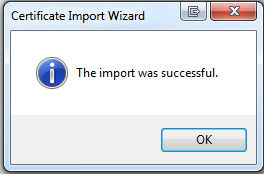 Certificate Import Wizard
The import was successful.
OK